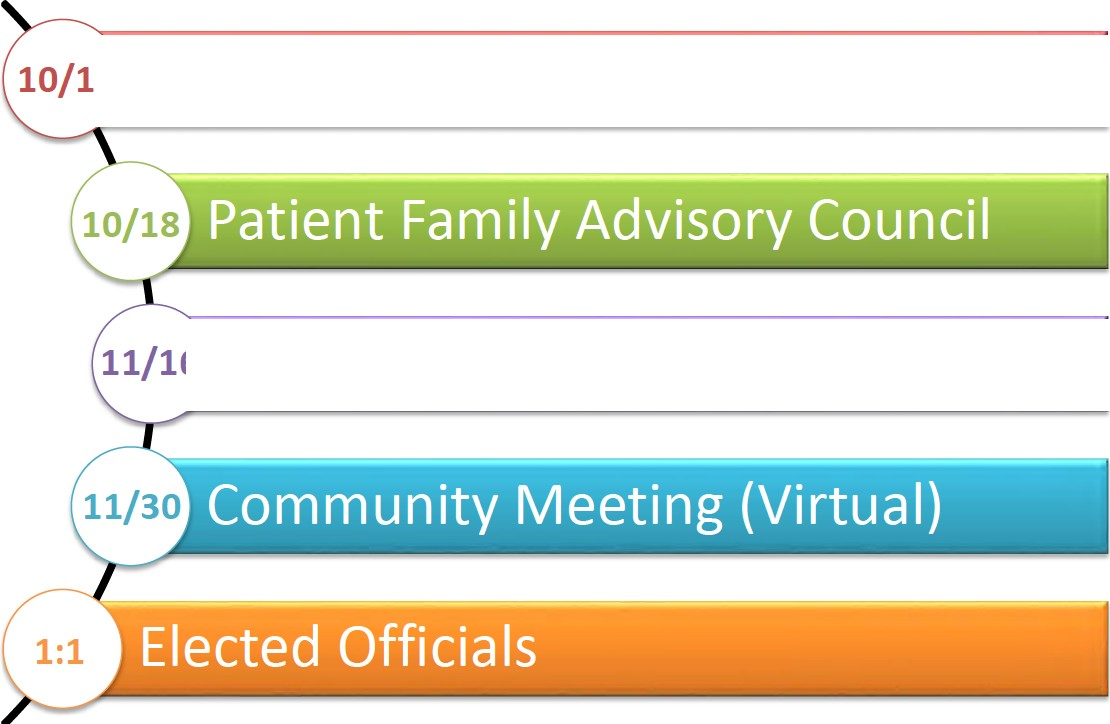 10/1
10/18 Patient Family Advisory Council
11/30 Community Meeting (Virtual)
1:1 Elected Officials